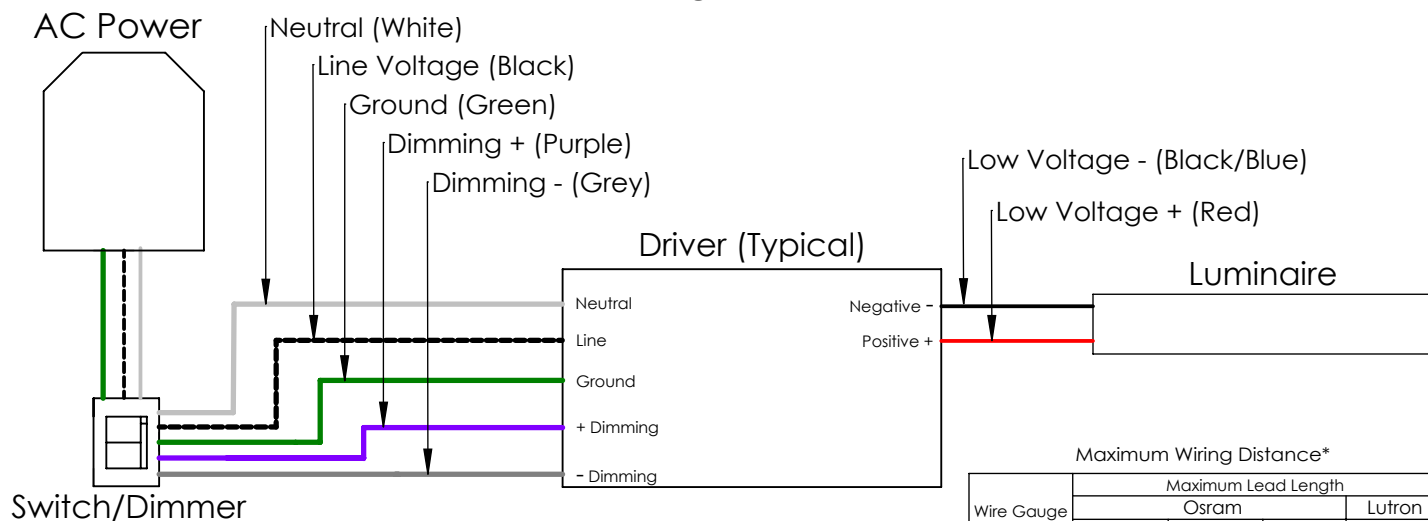 AC Power
Neutral (White)
Line Voltage (Black)
Ground (Green)
Dimming + (Purple)
Dimming - (Grey)
Low Voltage - (Black/Blue)
Low Voltage + (Red)
Driver (Typical)
Luminaire
Neutral
Negative -
Line
Positive +
Ground
+ Dimming
- Dimming
Switch/Dimmer
Maximum Wiring Distance*
Maximum Lead Length
Wire Gauge
Osram
Lutron